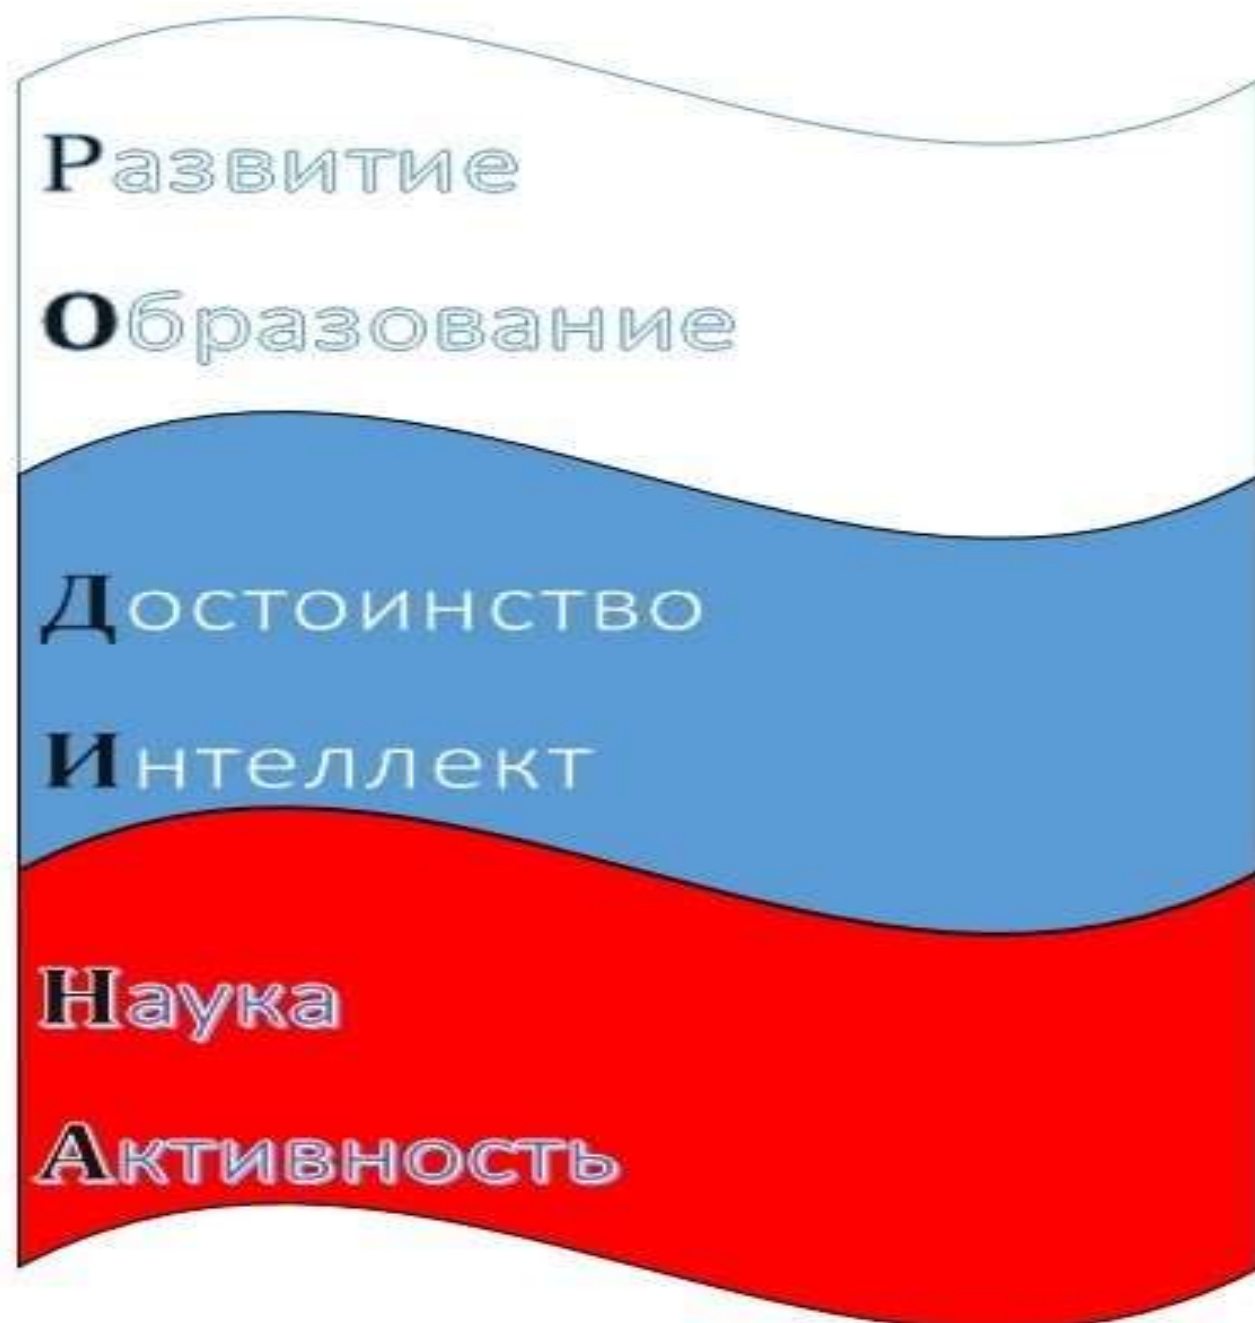 Развитие
Образование
Достоинство
Интеллект
Наука
Активность